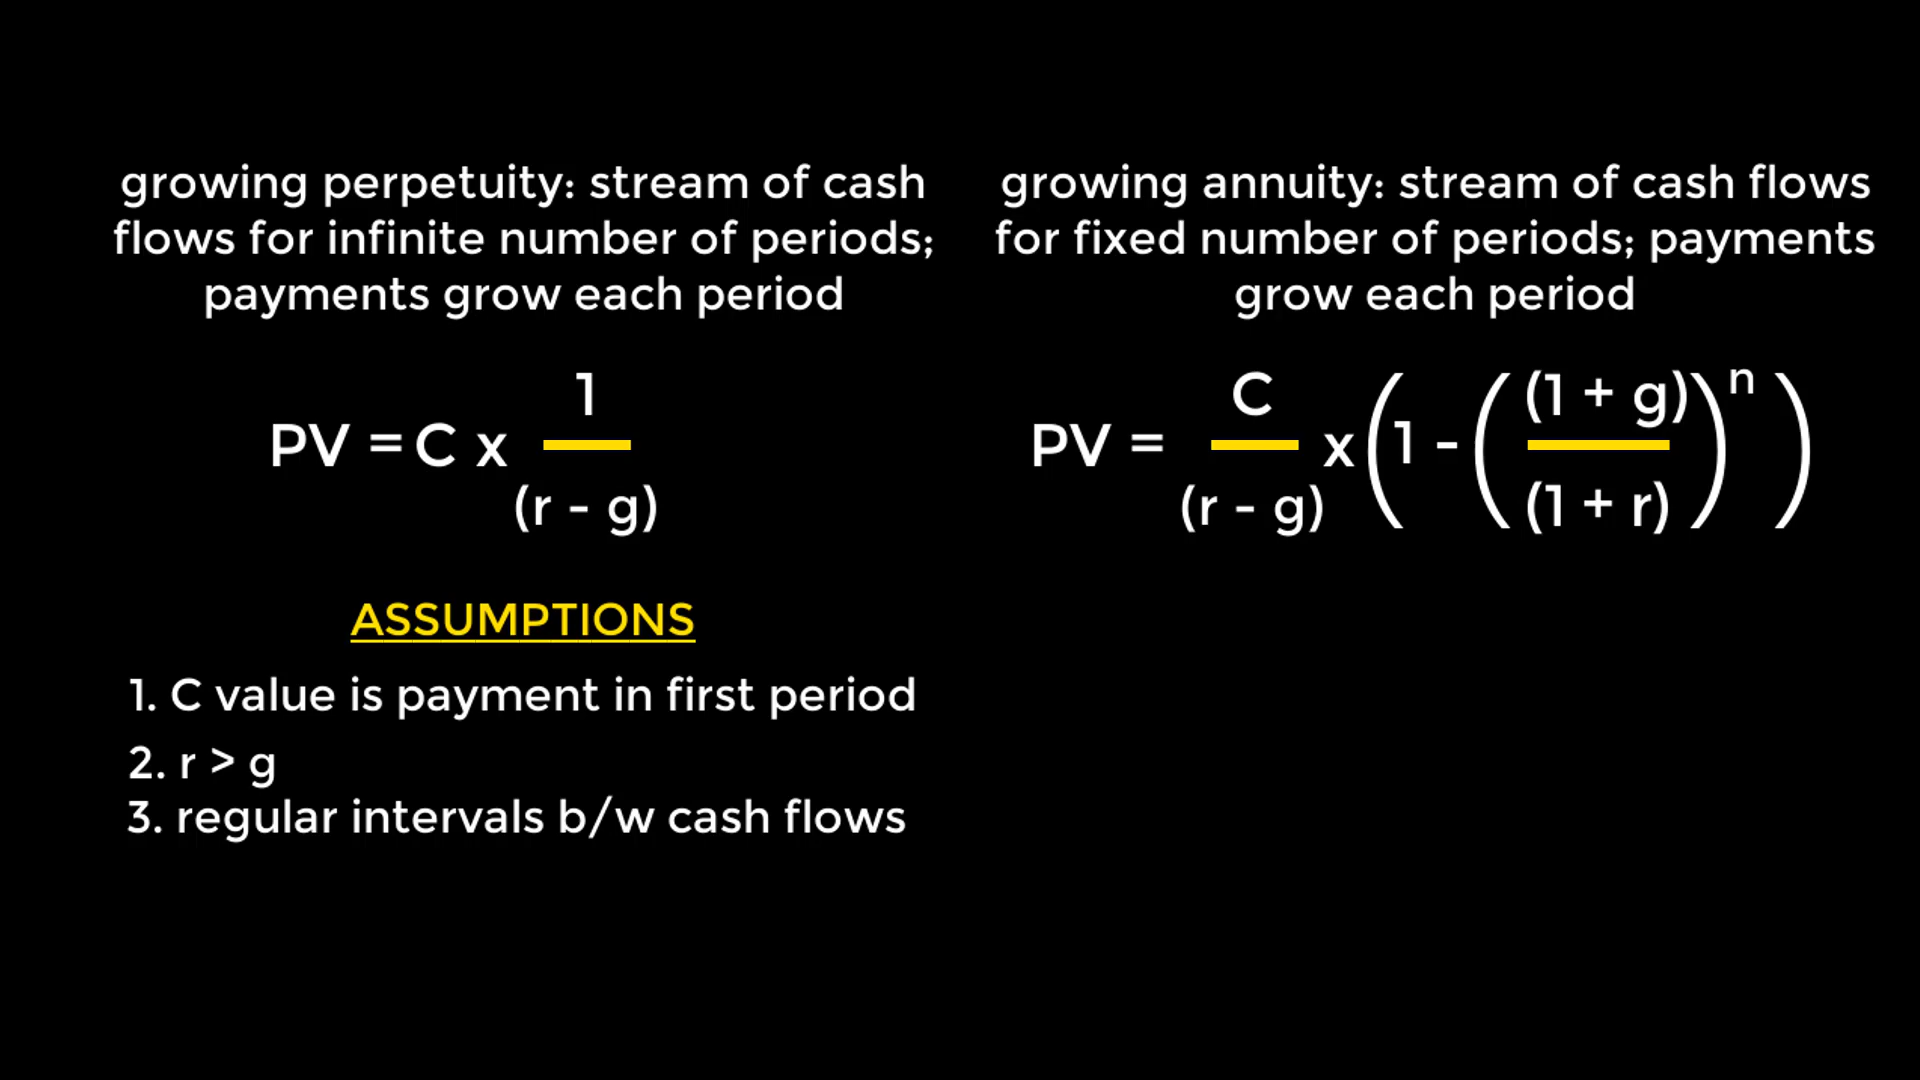 growing perpetuity: stream of cash
flows for infinite number of periods;
payments grow each period
PV = C x 1 / (r - g)
ASSUMPTIONS
1. C value is payment in first period
2. r > g
3. regular intervals b/w cash flows
growing annuity: stream of cash flows
for fixed number of periods; payments
grow each period
PV = C / (r - g) x (1 - ((1 + g) / (1 + r))^n)